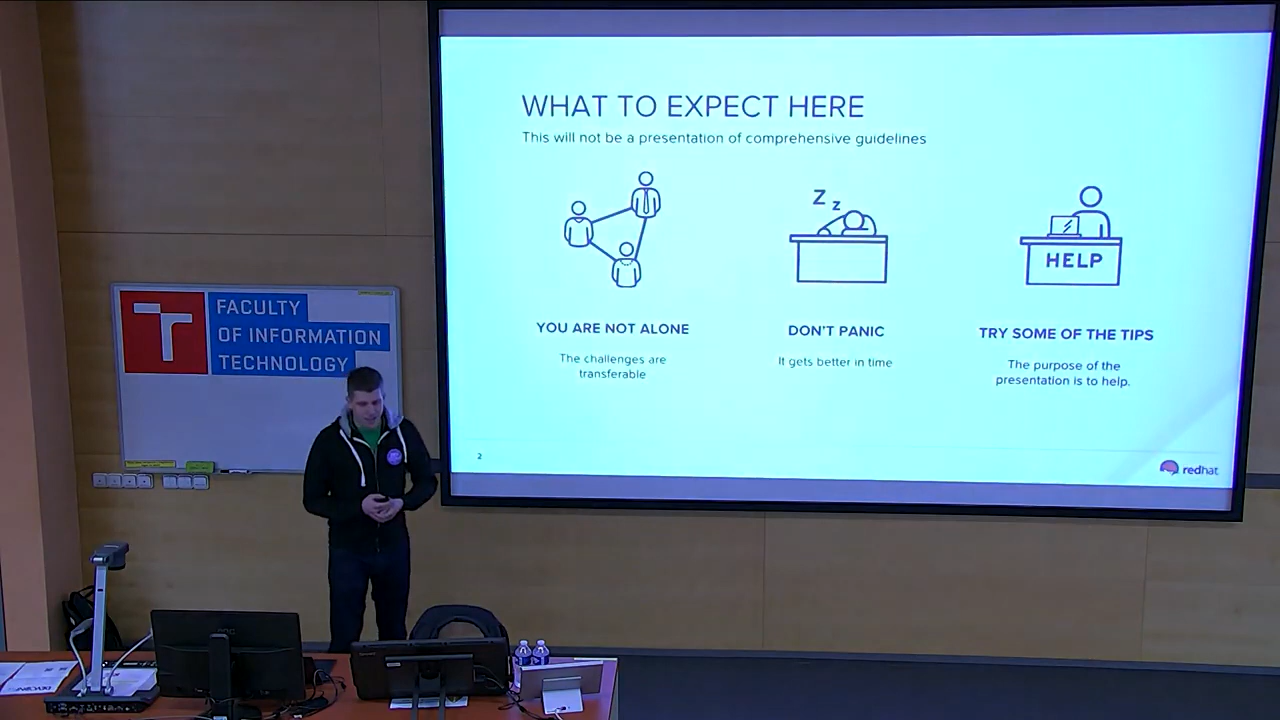 WHAT TO EXPECT HERE
This will not be a presentation of comprehensive guidelines
Z z
HELP
YOU ARE NOT ALONE
The challenges are
transferable
DON'T PANIC
It gets better in time
TRY SOME OF THE TIPS
The purpose of the
presentation is to help.
2
redhat
FACULTY
OF INFORMATION
TECHNOLOGY